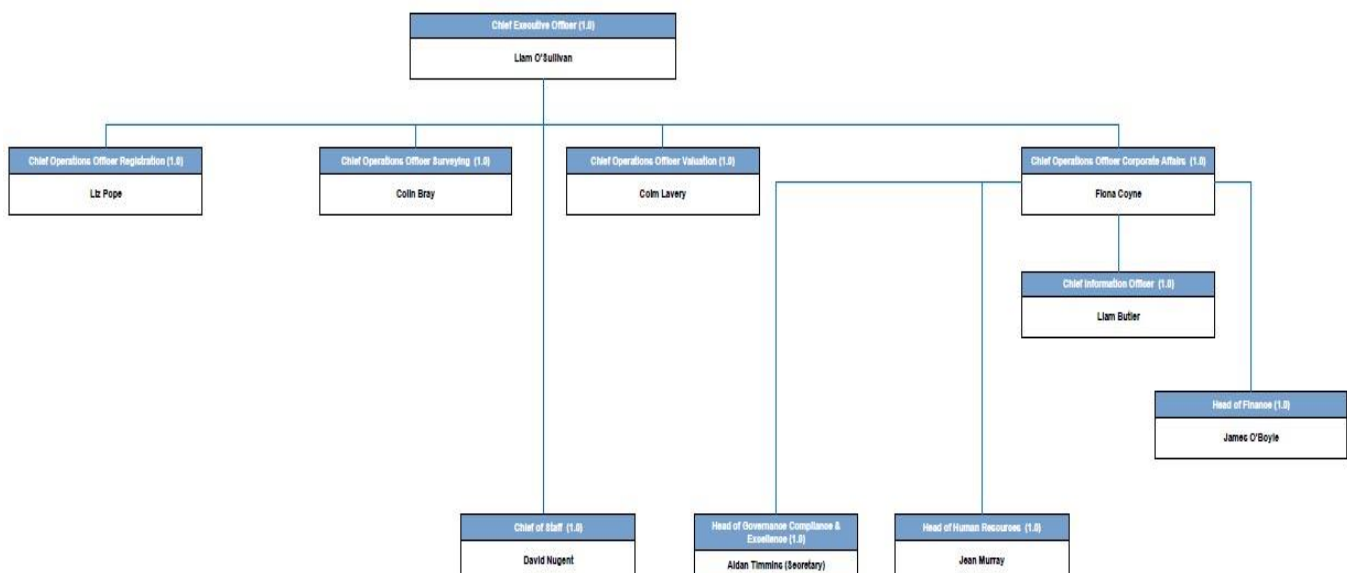 Chief Executive Officer (1.0)
Liam O'Sullivan
Chief Operations Officer Registration (1.0)
Liz Pope
Chief Operations Officer Surveying (1.0)
Colin Bray
Chief Operations Officer Valuation (1.0)
Colm Lavery
Chief Operations Officer Corporate Affairs (1.0)
Fiona Coyne
Chief Information Officer (1.0)
Liam Butler
Head of Finance (1.0)
James O'Boyle
Chief of Staff (1.0)
David Nugent
Head of Governance Compliance &
Excellence (1.0)
Aidan Timmins (Secretary)
Head of Human Resources (1.0)
Jean Murray